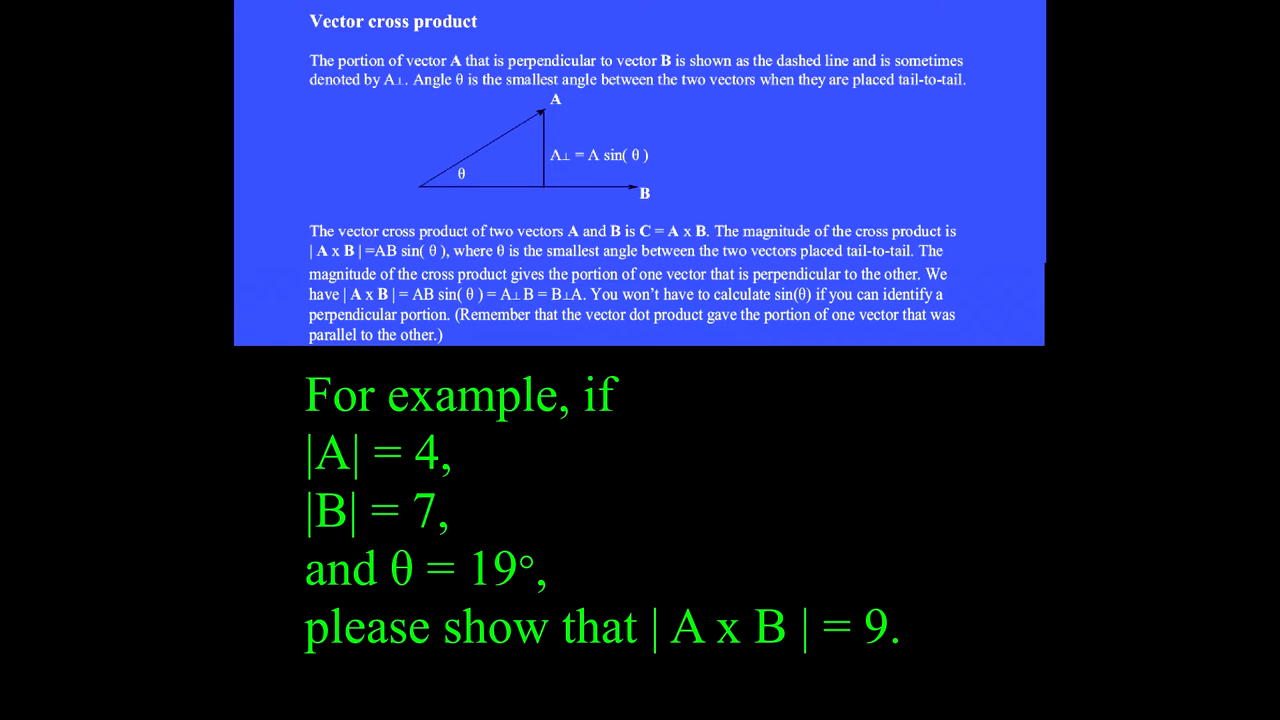 Vector cross product
The portion of vector A that is perpendicular to vector B is shown as the dashed line and is sometimes
denoted by A⊥. Angle θ is the smallest angle between the two vectors when they are placed tail-to-tail.
A
A⊥ = A sin( θ )
θ
B
The vector cross product of two vectors A and B is C = A x B. The magnitude of the cross product is
| A x B | =AB sin( θ ), where θ is the smallest angle between the two vectors placed tail-to-tail. The
magnitude of the cross product gives the portion of one vector that is perpendicular to the other. We
have | A x B | = AB sin( θ ) = A⊥B = B⊥A. You won’t have to calculate sin(θ) if you can identify a
perpendicular portion. (Remember that the vector dot product gave the portion of one vector that was
parallel to the other.)
For example, if
|A| = 4,
|B| = 7,
and θ = 19°,
please show that | A x B | = 9.